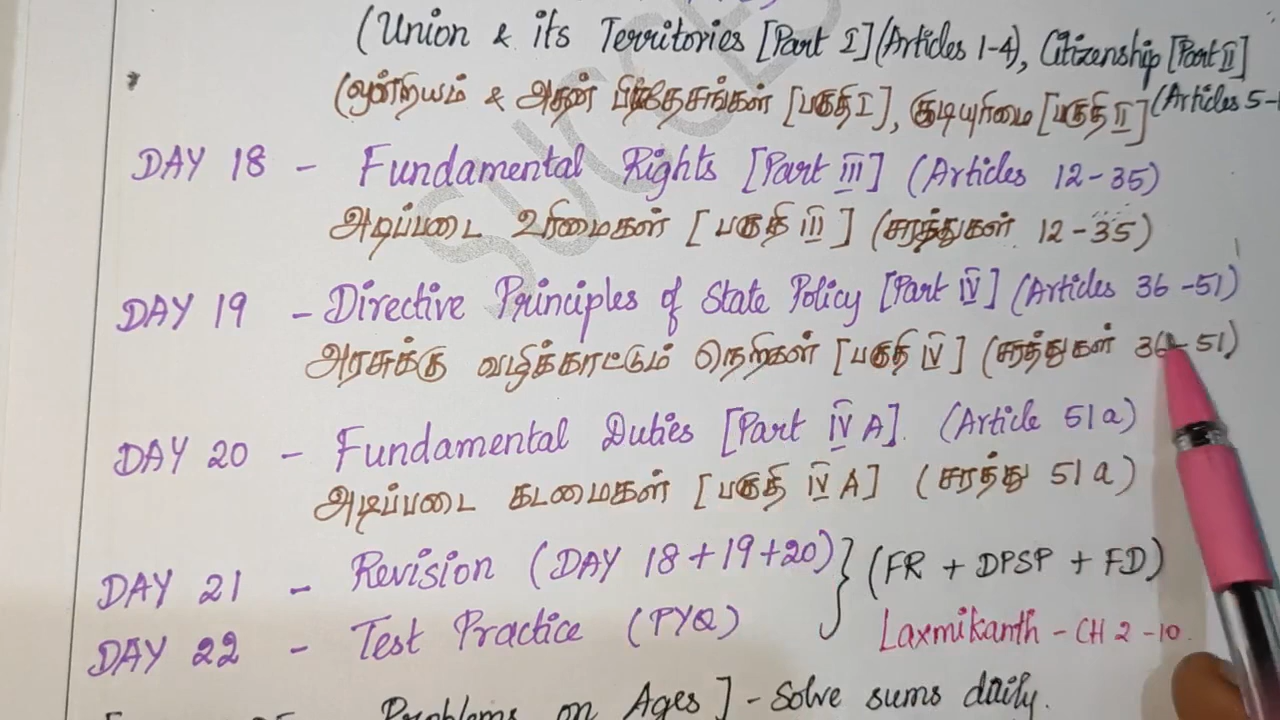 (Union & its Territories [Part I] (Articles 1-4), Citizenship [Part II]
(ஒன்றியம் & அதன் பிரதேசங்கள் [பகுதி I], குடியுரிமை [பகுதி II] (Articles 5-
DAY 18 - Fundamental Rights [Part III] (Articles 12-35)
அடிப்படை உரிமைகள் [பகுதி III] (சரத்துகள் 12-35)
DAY 19 - Directive Principles of State Policy [Part IV] (Articles 36-51)
அரசுக்கு வழிக்காட்டும் நெறிகள் [பகுதி IV] (சரத்துகள் 36-51)
DAY 20 - Fundamental Duties [Part IV A]. (Article 51a)
அடிப்படை கடமைகள் [பகுதி IV A] (சரத்து 51a)
DAY 21 - Revision (DAY 18+19+20) } (FR + DPSP + FD)
DAY 22 - Test Practice (PYQ) Laxmikanth - CH 2-10.
Problems on Ages] - Solve sums daily.